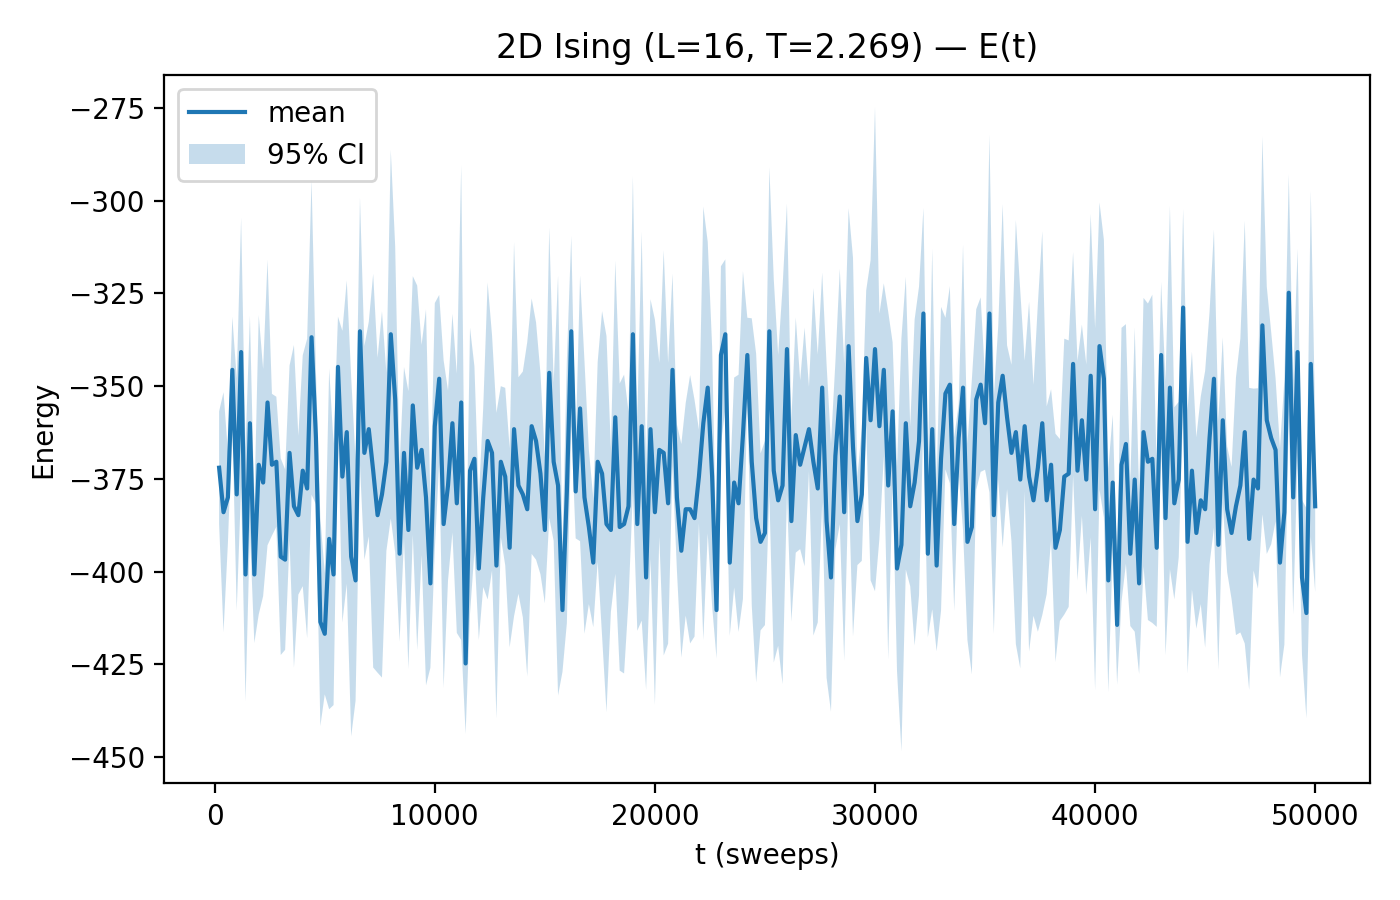 2D Ising (L=16, T=2.269) — E(t)
mean
95% CI
Energy
−275
−300
−325
−350
−375
−400
−425
−450
0 10000 20000 30000 40000 50000
t (sweeps)